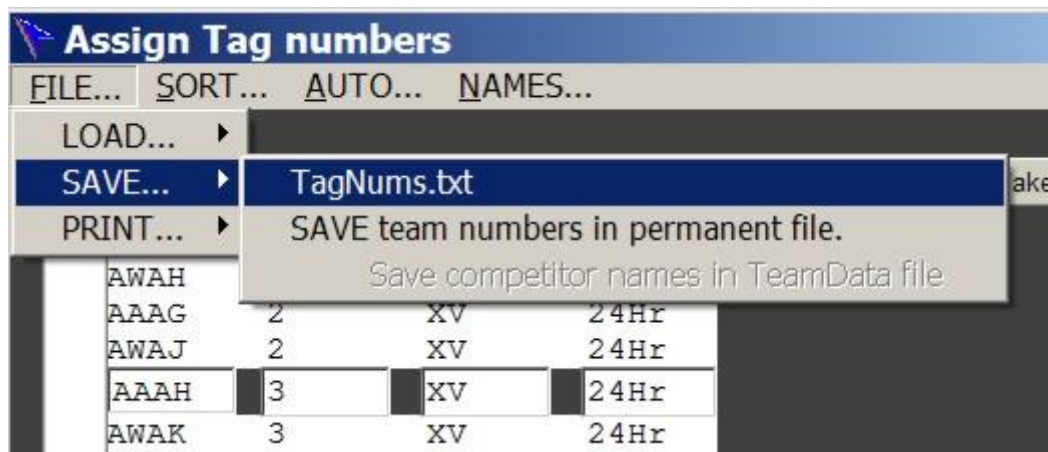 Assign Tag numbers
FILE... SORT... AUTO... NAMES...
LOAD...
SAVE... TagNums.txt
PRINT... SAVE team numbers in permanent file.
Save competitor names in TeamData file
AWAH
AAAG 2 XV 24Hr
AWAJ 2 XV 24Hr
AAAH 3 XV 24Hr
AWAK 3 XV 24Hr